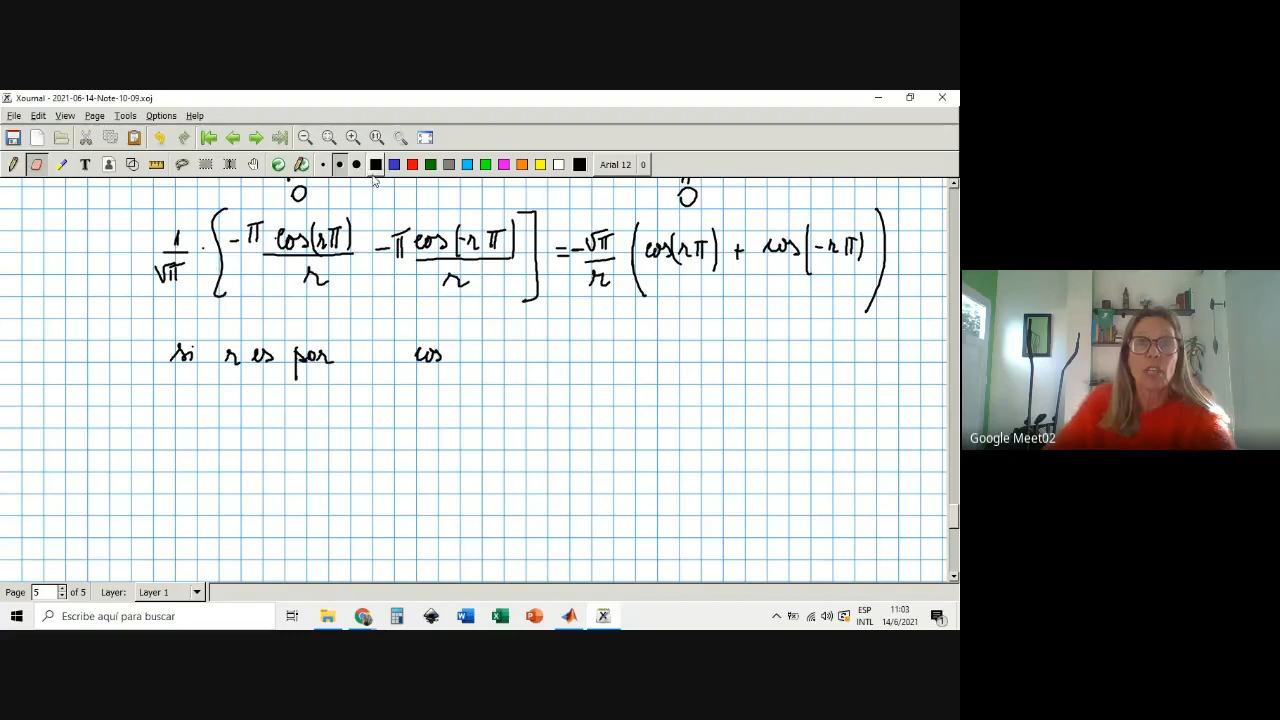 Xournal - 2021-06-14-Note-10-09.xoj
File Edit View Page Tools Options Help
T Arial 12 0
0 0
1/√π · { -π cos(rπ)/r - π cos(-rπ)/r ] = -√π/r ( cos(rπ) + cos(-rπ) )
si r es par cos
Google Meet02
Page 5 of 5 Layer: Layer 1
Escribe aquí para buscar
ESP 11:03
INTL 14/6/2021 1